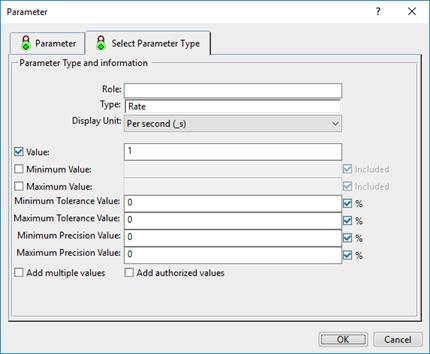 Parameter
?
Parameter
Select Parameter Type
Parameter Type and information
Role:
Type: Rate
Display Unit: Per second (_s)
Value: 1
Minimum Value: Included
Maximum Value: Included
Minimum Tolerance Value: 0 %
Maximum Tolerance Value: 0 %
Minimum Precision Value: 0 %
Maximum Precision Value: 0 %
Add multiple values Add authorized values
OK Cancel